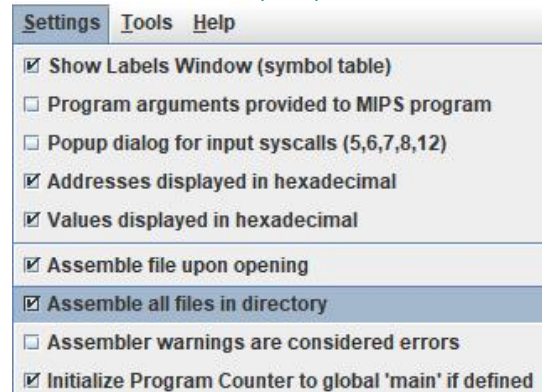 Settings Tools Help
Show Labels Window (symbol table)
Program arguments provided to MIPS program
Popup dialog for input syscalls (5,6,7,8,12)
Addresses displayed in hexadecimal
Values displayed in hexadecimal
Assemble file upon opening
Assemble all files in directory
Assembler warnings are considered errors
Initialize Program Counter to global 'main' if defined